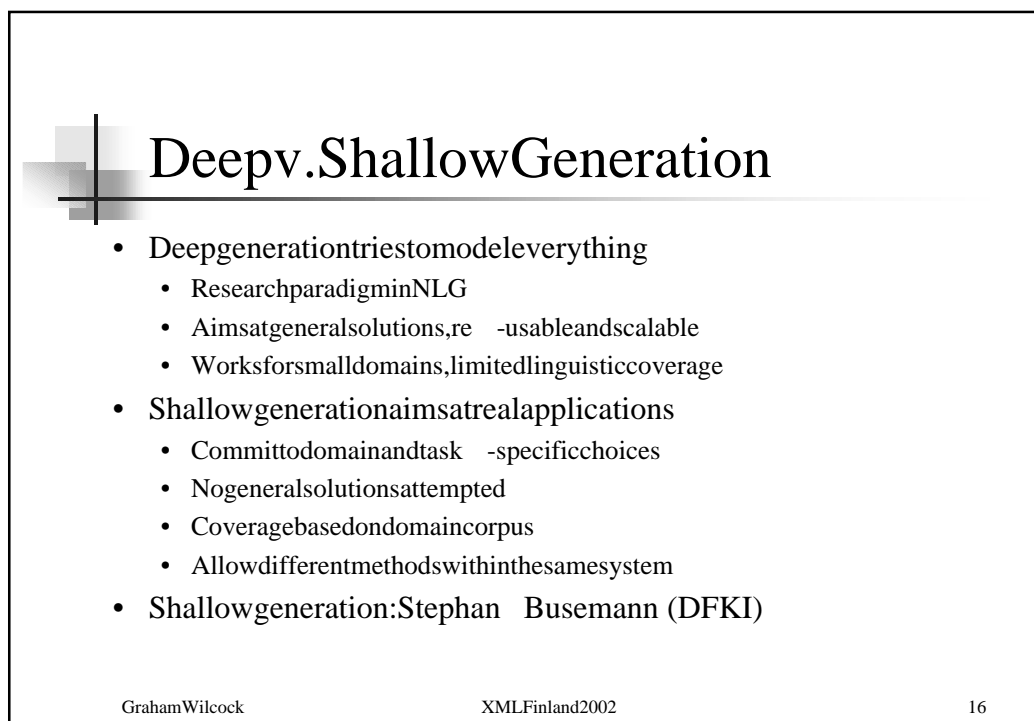 Deepv.ShallowGeneration
• Deepgenerationtriestomodeleverything
• ResearchparadigminNLG
• Aimsatgeneralsolutions,re -usableandscalable
• Worksforsmalldomains,limitedlinguisticcoverage
• Shallowgenerationaimsatrealapplications
• Committodomainandtask -specificchoices
• Nogeneralsolutionsattempted
• Coveragebasedondomaincorpus
• Allowdifferentmethodswithinthesamesystem
• Shallowgeneration:Stephan Busemann (DFKI)
GrahamWilcock XMLFinland2002 16